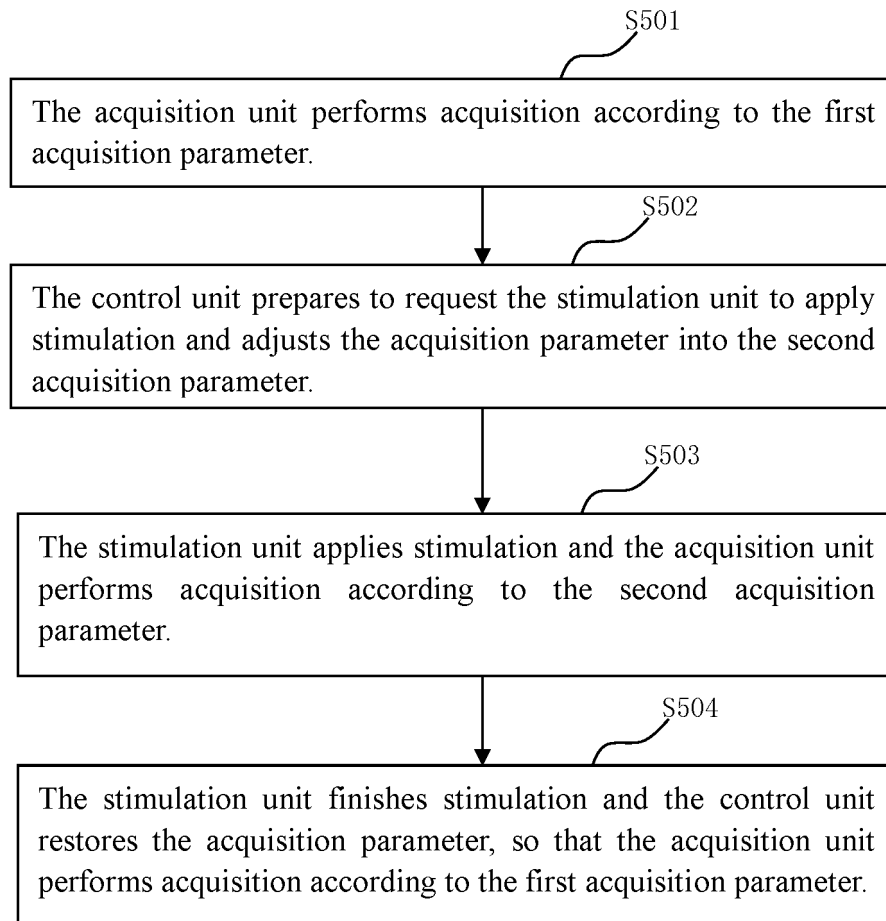 S501
The acquisition unit performs acquisition according to the first
acquisition parameter.
S502
The control unit prepares to request the stimulation unit to apply
stimulation and adjusts the acquisition parameter into the second
acquisition parameter.
S503
The stimulation unit applies stimulation and the acquisition unit
performs acquisition according to the second acquisition
parameter.
S504
The stimulation unit finishes stimulation and the control unit
restores the acquisition parameter, so that the acquisition unit
performs acquisition according to the first acquisition parameter.